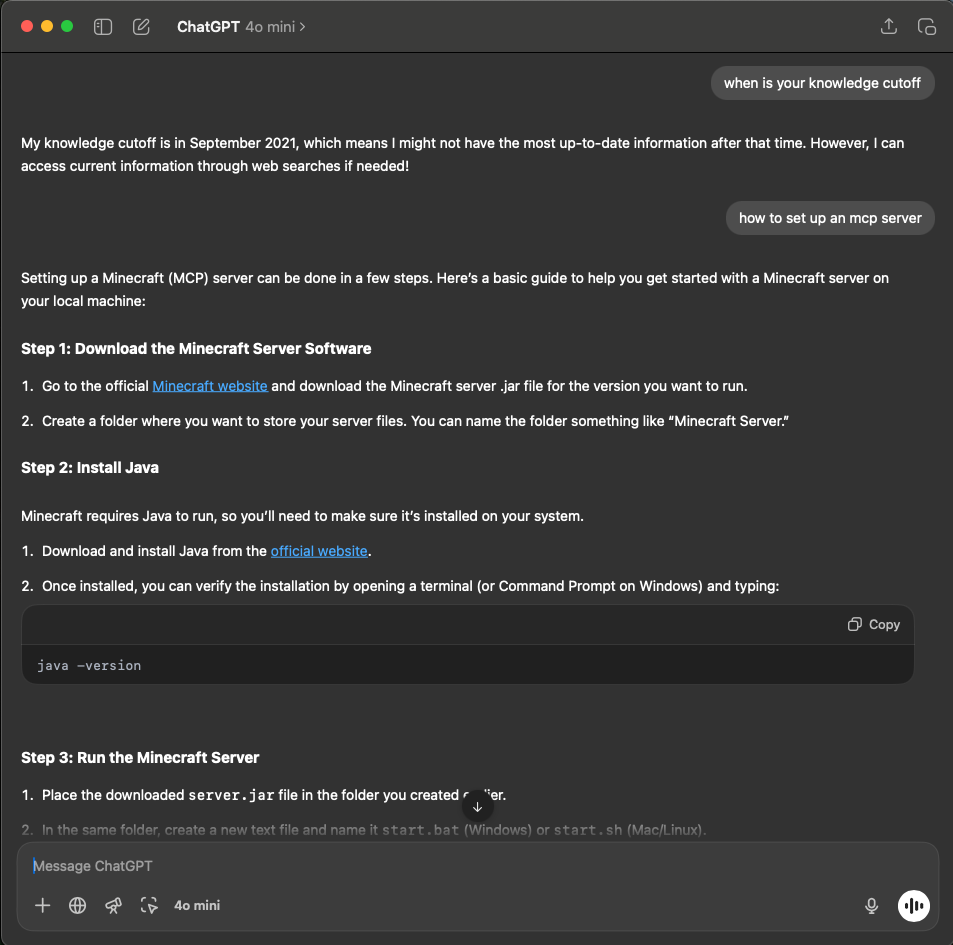 ChatGPT 4o mini >
when is your knowledge cutoff
My knowledge cutoff is in September 2021, which means I might not have the most up-to-date information after that time. However, I can
access current information through web searches if needed!
how to set up an mcp server
Setting up a Minecraft (MCP) server can be done in a few steps. Here’s a basic guide to help you get started with a Minecraft server on
your local machine:
Step 1: Download the Minecraft Server Software
1. Go to the official Minecraft website and download the Minecraft server .jar file for the version you want to run.
2. Create a folder where you want to store your server files. You can name the folder something like “Minecraft Server.”
Step 2: Install Java
Minecraft requires Java to run, so you’ll need to make sure it’s installed on your system.
1. Download and install Java from the official website.
2. Once installed, you can verify the installation by opening a terminal (or Command Prompt on Windows) and typing:
Copy
java –version
Step 3: Run the Minecraft Server
1. Place the downloaded server.jar file in the folder you created
2. In the same folder, create a new text file and name it start.bat (Windows) or start.sh (Mac/Linux).
Message ChatGPT
4o mini